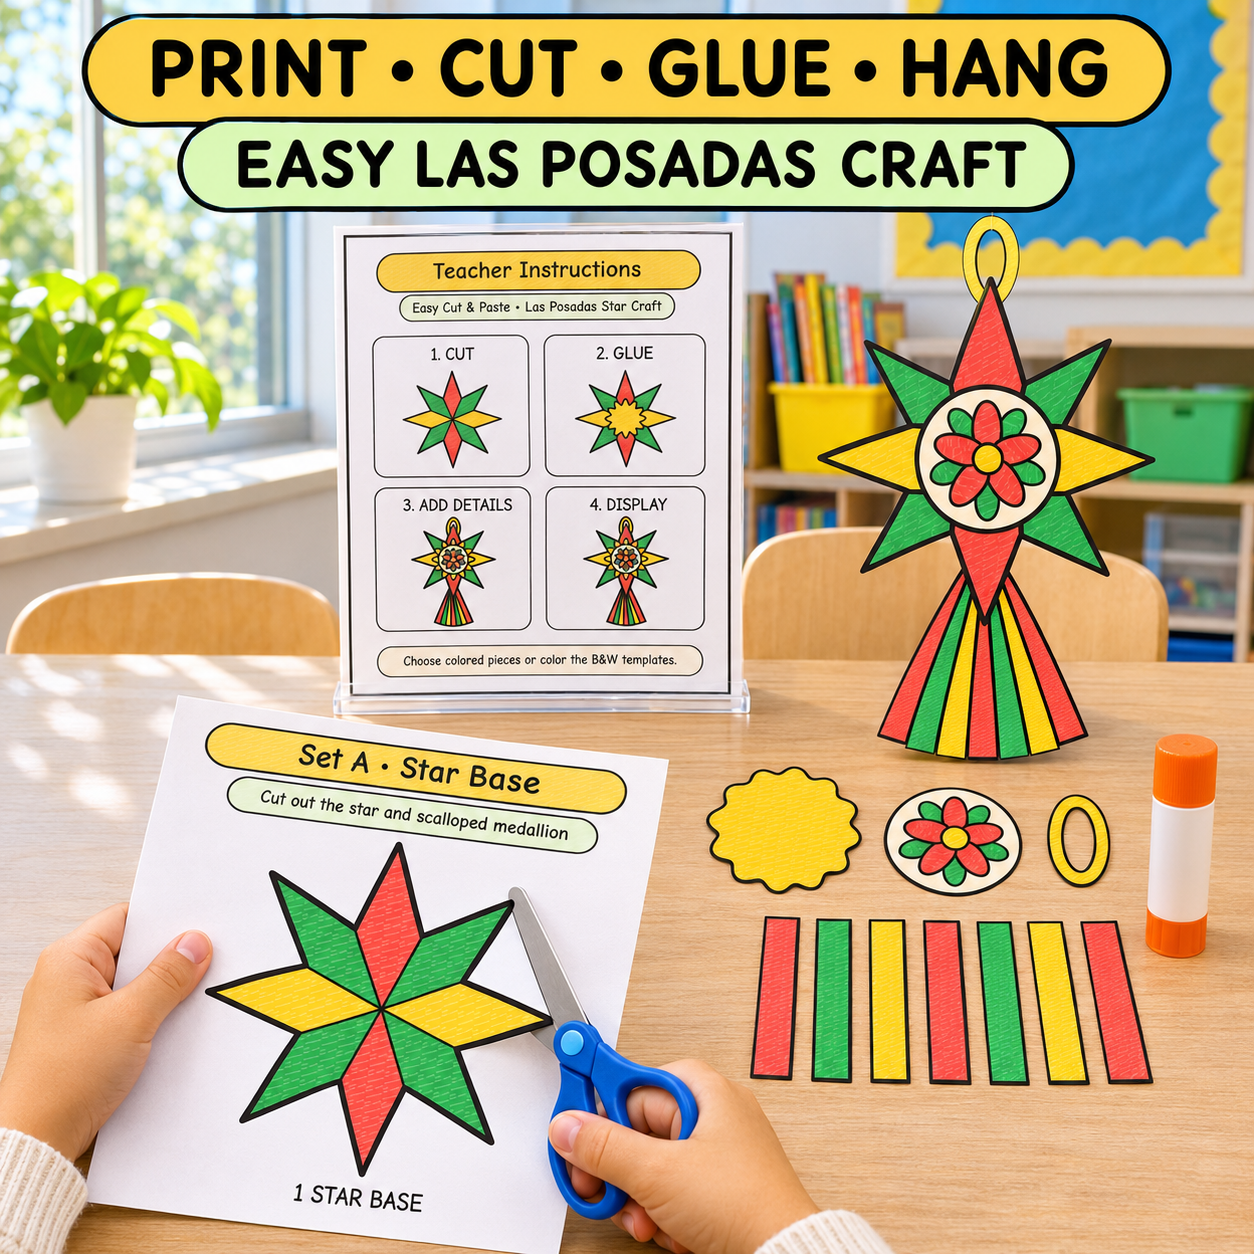 PRINT • CUT • GLUE • HANG
EASY LAS POSADAS CRAFT
Teacher Instructions
Easy Cut & Paste • Las Posadas Star Craft
1. CUT
2. GLUE
3. ADD DETAILS
4. DISPLAY
Choose colored pieces or color the B&W templates.
Set A • Star Base
Cut out the star and scalloped medallion
1 STAR BASE